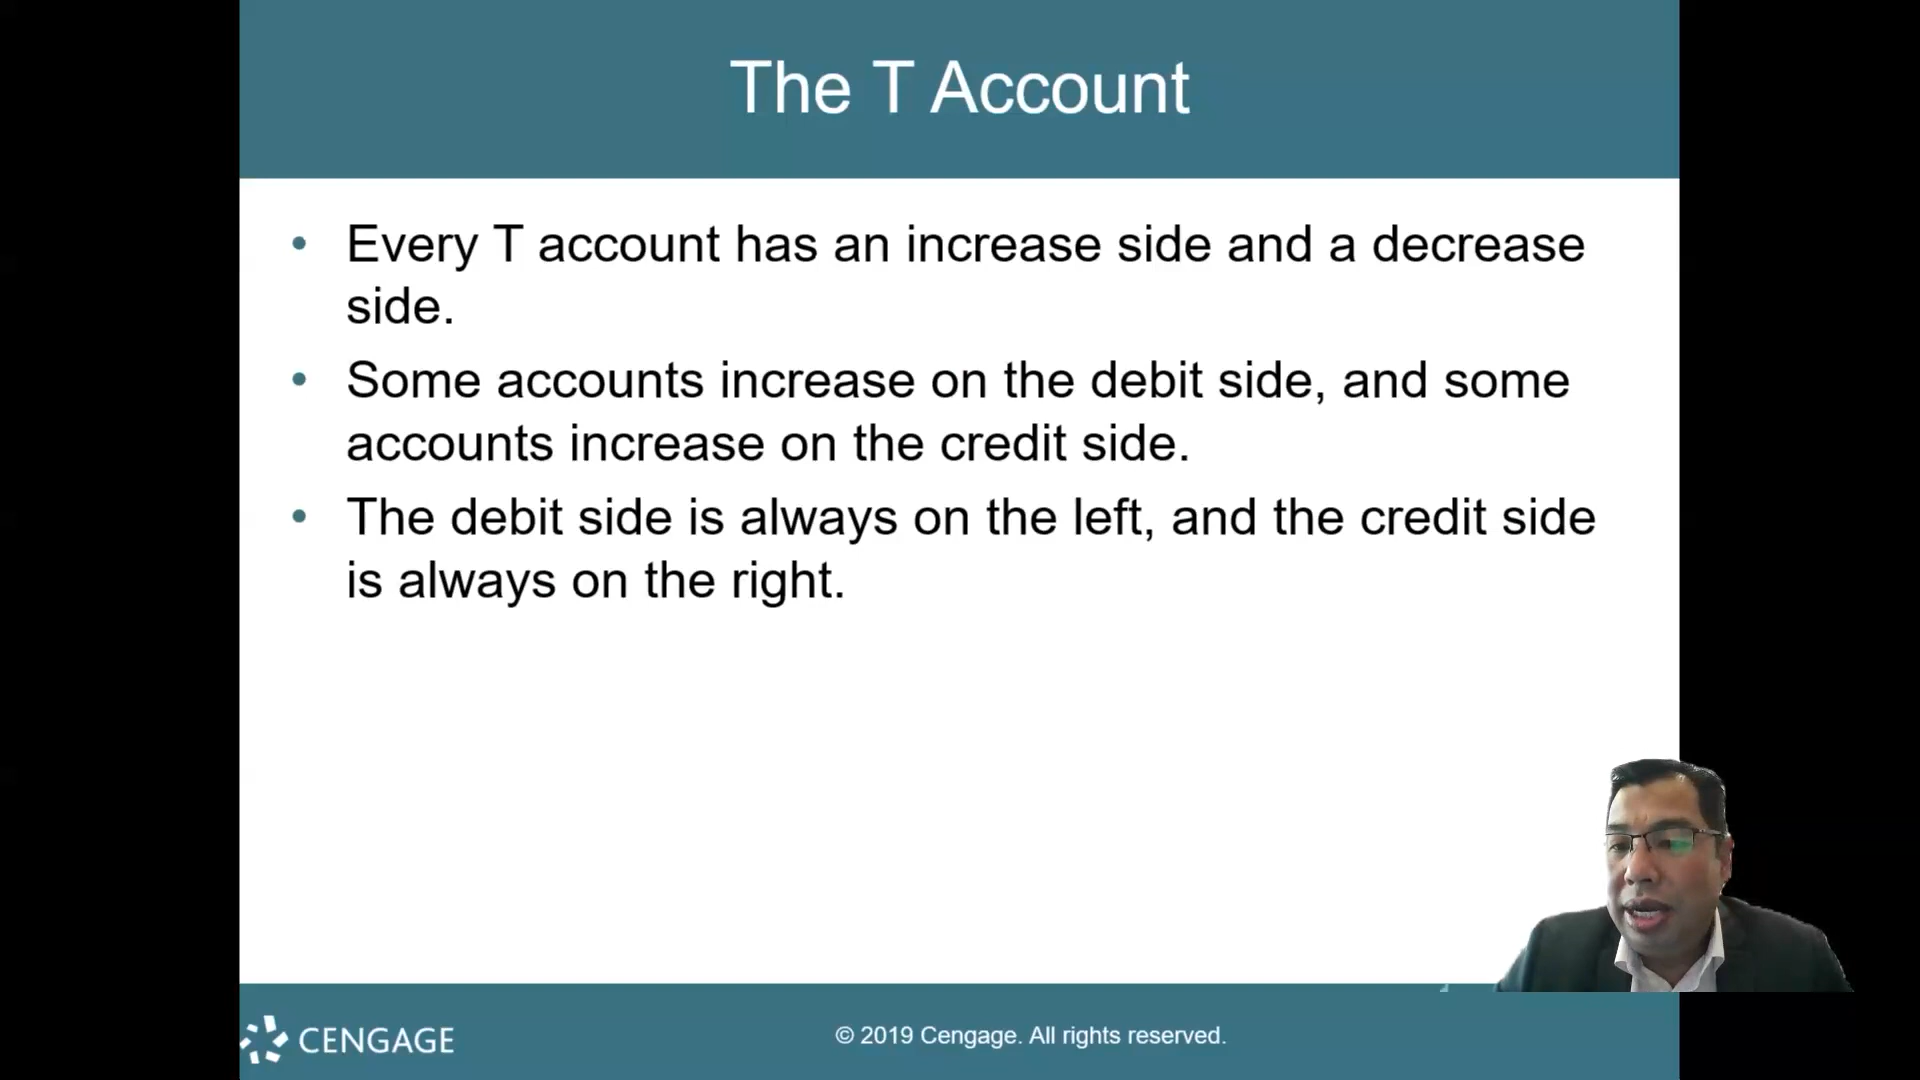 The T Account
• Every T account has an increase side and a decrease
side.
• Some accounts increase on the debit side, and some
accounts increase on the credit side.
• The debit side is always on the left, and the credit side
is always on the right.
CENGAGE
© 2019 Cengage. All rights reserved.